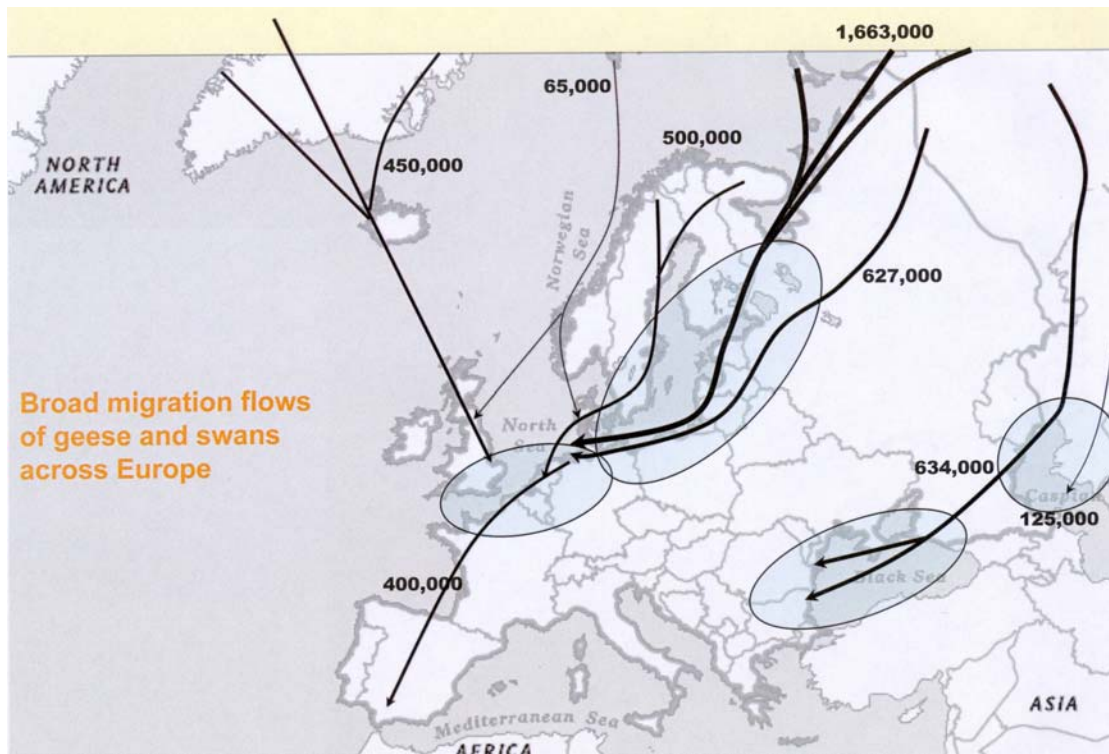 1,663,000
65,000
500,000
NORTH
AMERICA
450,000
Norwegian
Sea
627,000
Broad migration flows
of geese and swans
across Europe
North
Sea
634,000
Caspian
125,000
Black Sea
400,000
Mediterranean Sea
AFRICA
ASIA